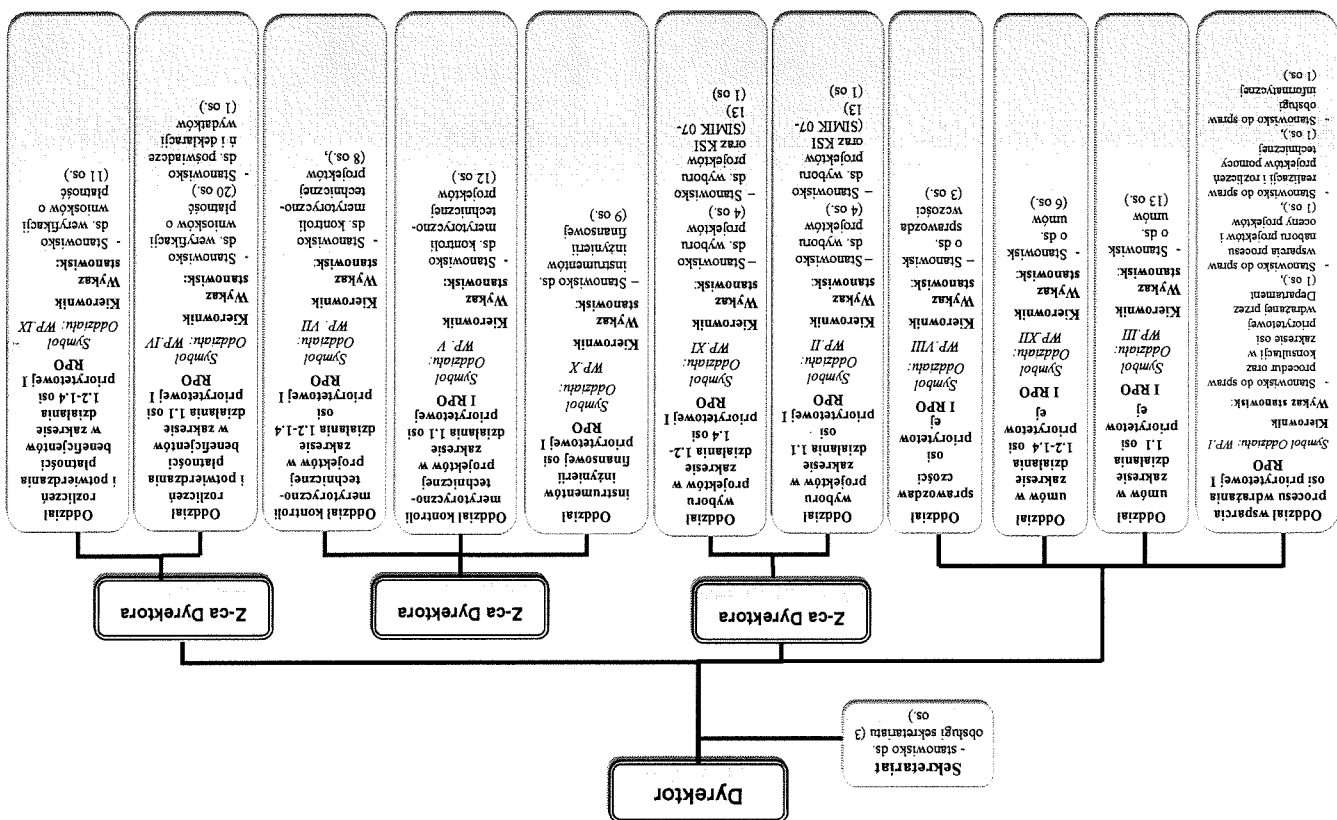 Dyrektor
Sekretariat
- stanowisko ds.
obsługi sekretariatu (3
os.)
Z-ca Dyrektora
Z-ca Dyrektora
Z-ca Dyrektora
Oddział wsparcia
procesu wdrażania
osi priorytetowej I
RPO
Symbol Oddziału: WP.I
Kierownik
Wykaz stanowisk:
- Stanowisko do spraw
procedur oraz
konsultacji w
zakresie osi
priorytetowej
wdrażanej przez
Departament
(1 os.),
- Stanowisko do spraw
wsparcia procesu
naboru projektów i
oceny projektów
(1 os.),
- Stanowisko do spraw
realizacji i rozliczeń
projektów pomocy
technicznej
(1 os.),
- Stanowisko do spraw
obsługi
informatycznej
(1 os.)
Oddział
umów w
zakresie
działania
1.1 osi
priorytetow
ej
I RPO
Symbol
Oddziału:
WP.III
Kierownik
Wykaz
stanowisk:
- Stanowisk
o ds.
umów
(13 os.)
Oddział
umów w
zakresie
działania
1.2-1.4 osi
priorytetow
ej
I RPO
Symbol
Oddziału:
WP.XII
Kierownik
Wykaz
stanowisk:
- Stanowisk
o ds.
umów
(6 os.)
Oddział
sprawozdaw
czości
osi
priorytetow
ej
I RPO
Symbol
Oddziału:
WP.VIII
Kierownik
Wykaz
stanowisk:
– Stanowisk
o ds.
sprawozda
wczości
(3 os.)
Oddział
wyboru
projektów w
zakresie
działania 1.1
osi
priorytetowej I
RPO
Symbol
Oddziału:
WP.II
Kierownik
Wykaz
stanowisk:
– Stanowisko
ds. wyboru
projektów
(4 os.)
– Stanowisko
ds. wyboru
projektów
oraz KSI
(SIMIK 07-
13)
(1 os)
Oddział
wyboru
projektów w
zakresie
działania 1.2-
1.4 osi
priorytetowej I
RPO
Symbol
Oddziału:
WP.XI
Kierownik
Wykaz
stanowisk:
– Stanowisko
ds. wyboru
projektów
(4 os.)
– Stanowisko
ds. wyboru
projektów
oraz KSI
(SIMIK 07-
13)
(1 os)
Oddział
instrumentów
inżynierii
finansowej osi
priorytetowej I
RPO
Symbol
Oddziału:
WP.X
Kierownik
Wykaz
stanowisk:
– Stanowisko ds.
instrumentów
inżynierii
finansowej
(9 os.)
Oddział kontroli
merytoryczno-
technicznej
projektów w
zakresie
działania 1.1 osi
priorytetowej
I RPO
Symbol
Oddziału:
WP. V
Kierownik
Wykaz
stanowisk:
- Stanowisko
ds. kontroli
merytoryczno-
technicznej
projektów
(12 os.)
Oddział kontroli
merytoryczno-
technicznej
projektów w
zakresie
działania 1.2-1.4
osi
priorytetowej I
RPO
Symbol
Oddziału:
WP. VII
Kierownik
Wykaz
stanowisk:
- Stanowisko
ds. kontroli
merytoryczno-
technicznej
projektów
(8 os.),
Oddział
rozliczeń
i potwierdzania
płatności
beneficjentów
w zakresie
działania 1.1 osi
priorytetowej I
RPO
Symbol
Oddziału: WP.IV
Kierownik
Wykaz
stanowisk:
- Stanowisko
ds. weryfikacji
wniosków o
płatność
(20 os.)
- Stanowisko
ds. poświadcze
ń i deklaracji
wydatków
(1 os.)
Oddział
rozliczeń
i potwierdzania
płatności
beneficjentów
w zakresie
działania
1.2-1.4 osi
priorytetowej I
RPO
Symbol
Oddziału: WP.IX
Kierownik
Wykaz
stanowisk:
- Stanowisko
ds. weryfikacji
wniosków o
płatność
(11 os.)